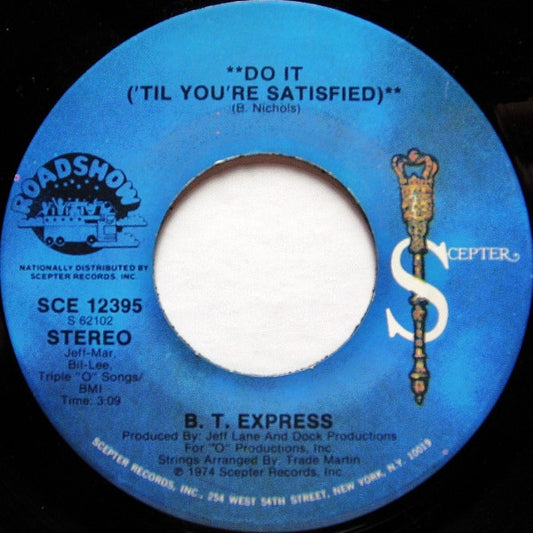 **DO IT
('TIL YOU'RE SATISFIED)**
(B. Nichols)
ROADSHOW
NATIONALLY DISTRIBUTED BY
SCEPTER RECORDS, INC.
SCEPTER
SCE 12395
S 62102
STEREO
Jeff-Mar,
Bil-Lee,
Triple "O" Songs/
BMI
Time: 3:09
B. T. EXPRESS
Produced By: Jeff Lane And Dock Productions
For "O" Productions, Inc.
Strings Arranged By: Trade Martin
℗ 1974 Scepter Records, Inc.
SCEPTER RECORDS, INC., 254 WEST 54TH STREET, NEW YORK, N.Y. 10019